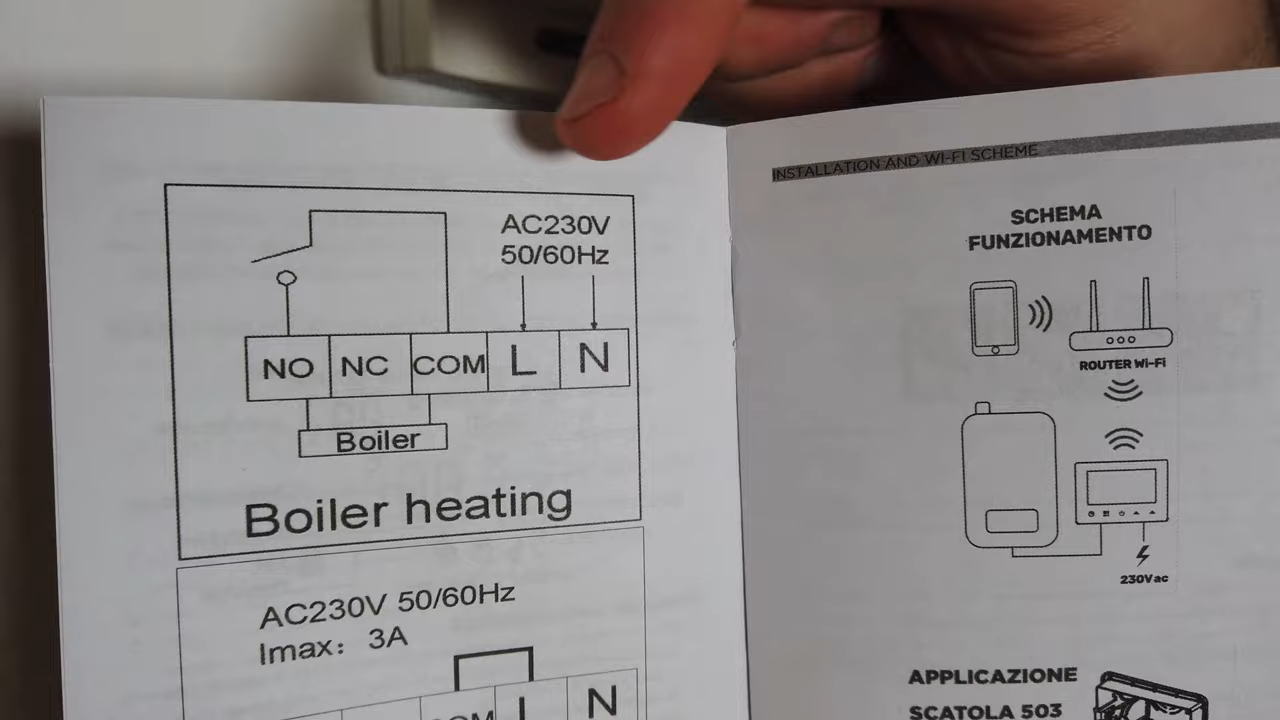 AC230V
50/60Hz
NO NC COM L N
Boiler
Boiler heating
AC230V 50/60Hz
Imax: 3A
COM L N
INSTALLATION AND WI-FI SCHEME
SCHEMA
FUNZIONAMENTO
ROUTER Wi-Fi
230Vac
APPLICAZIONE
SCATOLA 503